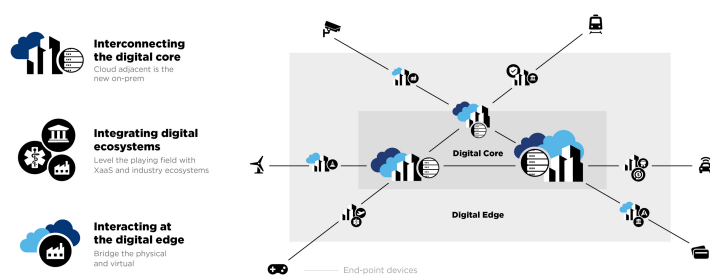 Interconnecting
the digital core
Cloud adjacent is the
new on-prem
Integrating digital
ecosystems
Level the playing field with
XaaS and industry ecosystems
Interacting at
the digital edge
Bridge the physical
and virtual
Digital Core
Digital Edge
End-point devices